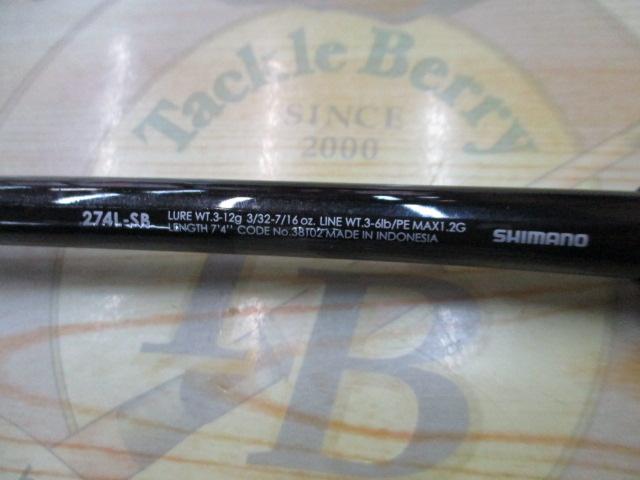 Tackle Berry
SINCE
2000
274L-SB LURE WT.3-12g 3/32-7/16 oz. LINE WT.3-6lb/PE MAX1.2G
LENGTH 7'4'' CODE No.3BT02 MADE IN INDONESIA
SHIMANO
TB